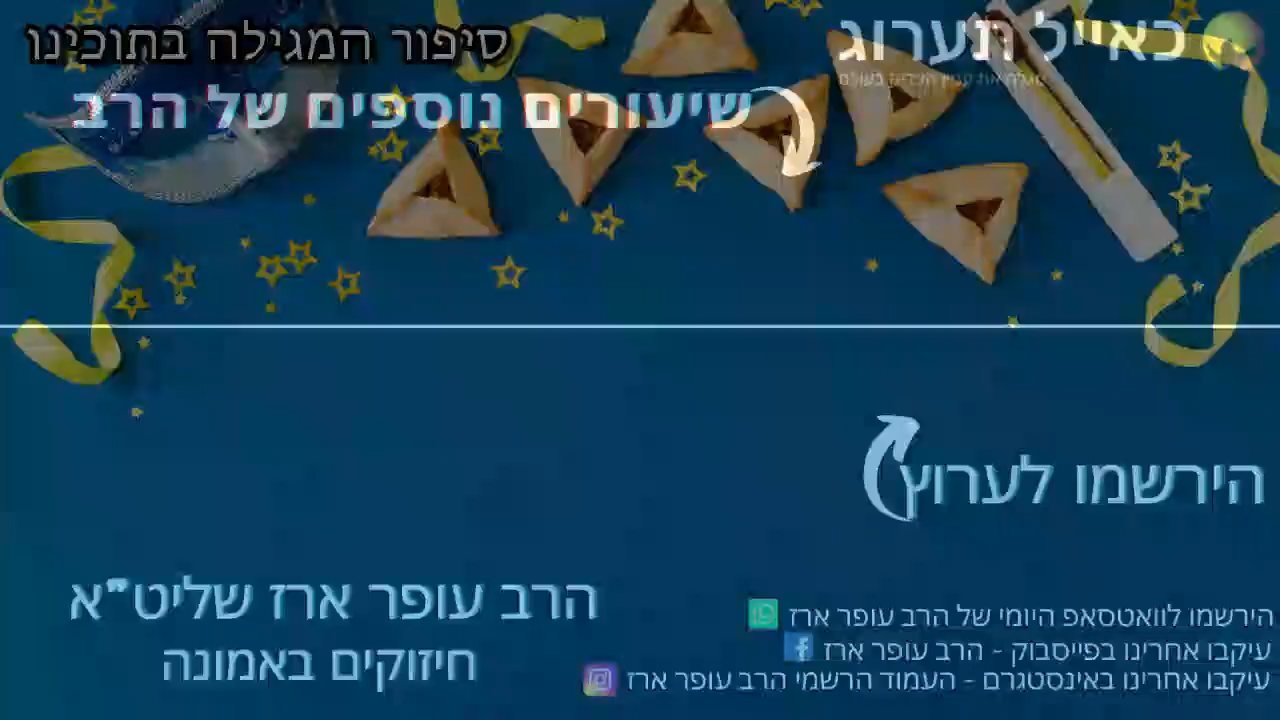 סיפור המגילה בתוכינו
כאייל תערוג
שיעורים נוספים של הרב
הירשמו לערוץ
הרב עופר ארז שליט"א
חיזוקים באמונה
הירשמו לוואטסאפ היומי של הרב עופר ארז
עיקבו אחרינו בפייסבוק - הרב עופר ארז
עיקבו אחרינו באינסטגרם - העמוד הרשמי הרב עופר ארז